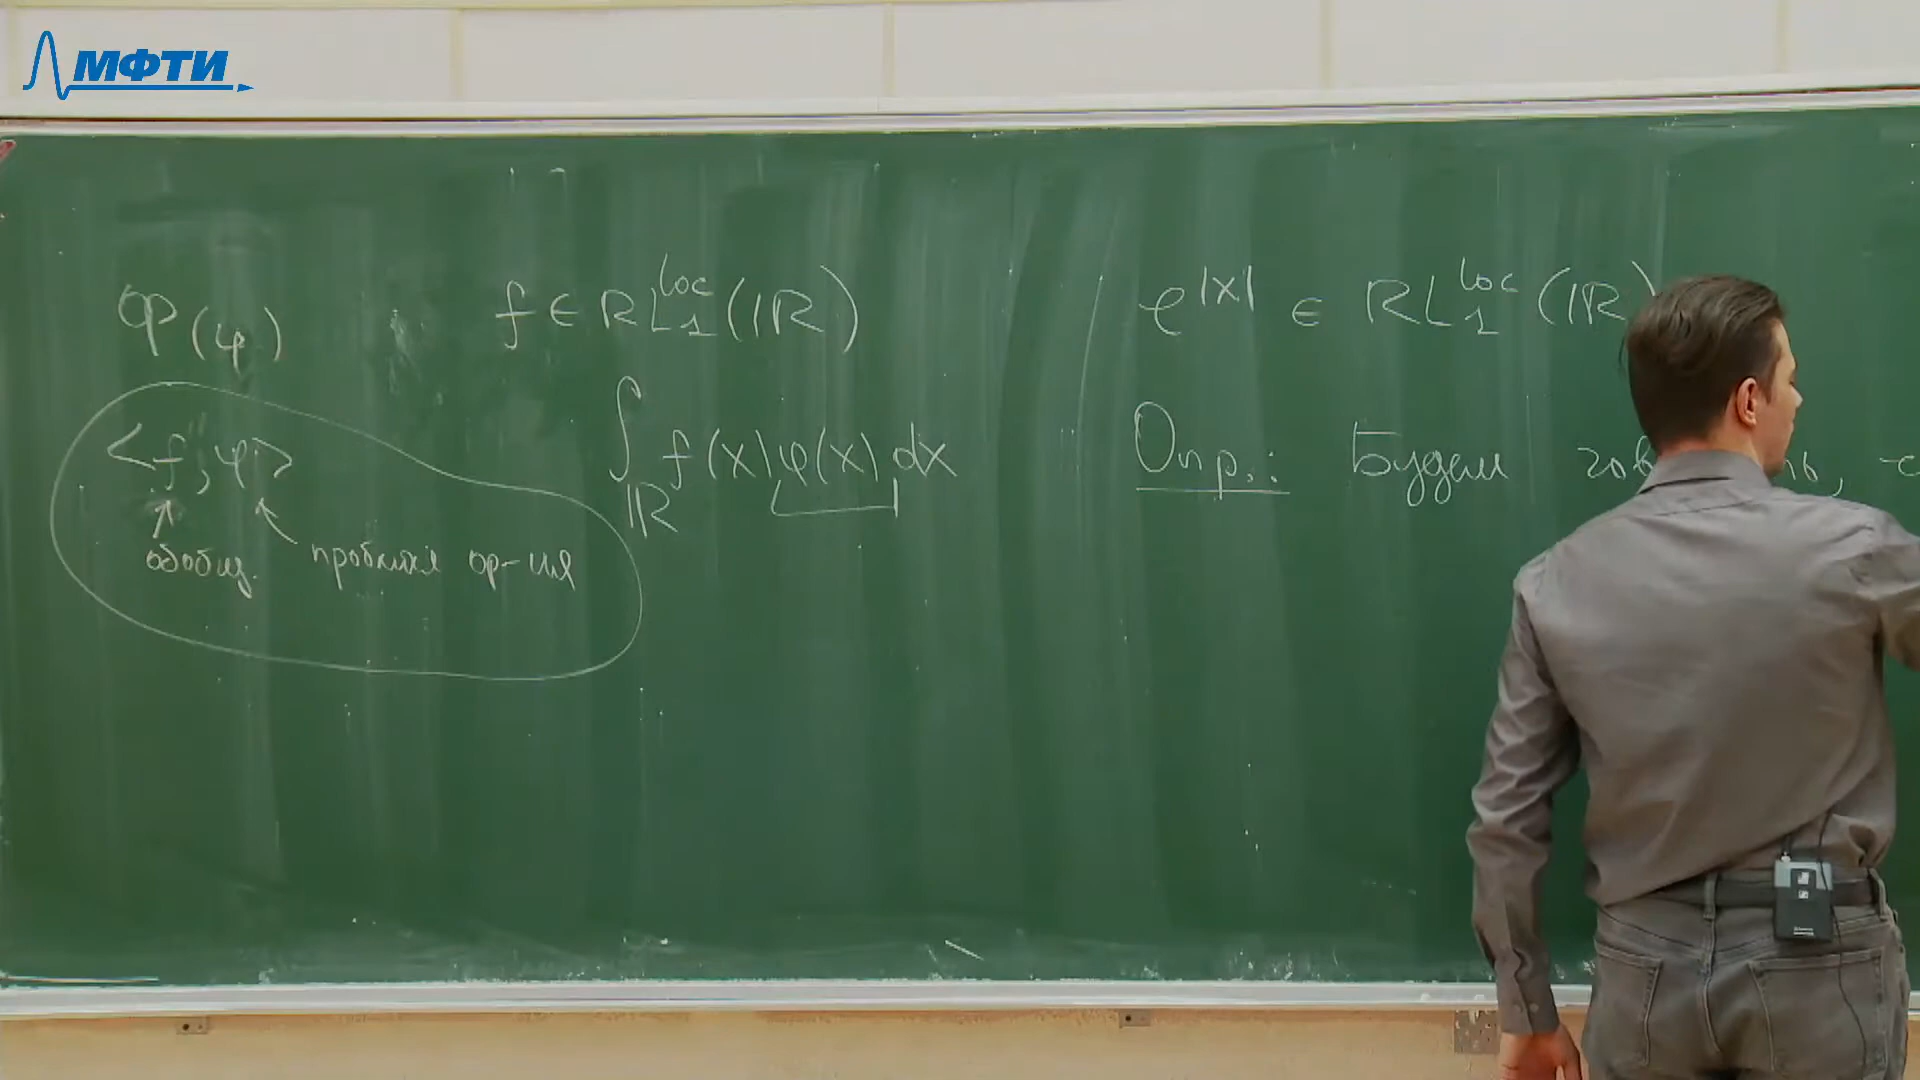 МФТИ
Φ(φ)
<f, φ>
обобщ.
пробная ф-ция
f ∈ RL₁^loc(ℝ)
∫_ℝ f(x)φ(x)dx
e^|x| ∈ RL₁^loc(ℝ)
Опр.: Будем